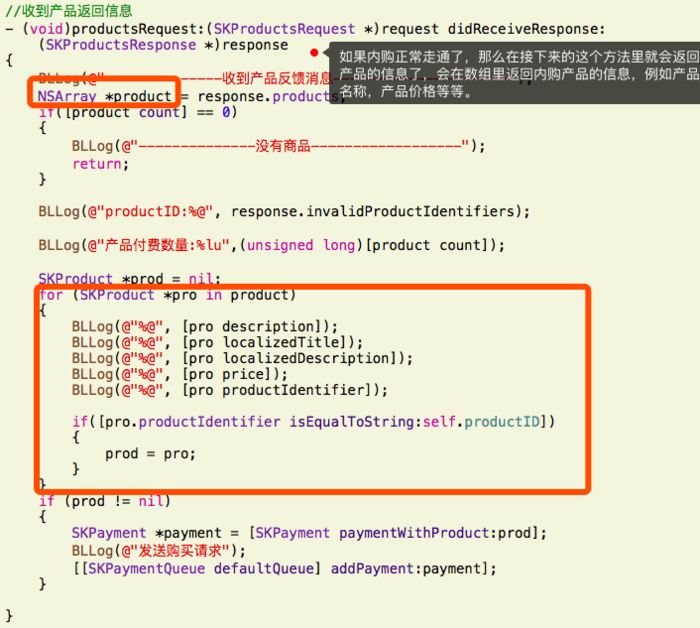 //收到产品返回信息
- (void)productsRequest:(SKProductsRequest *)request didReceiveResponse:
(SKProductsResponse *)response
{
如果内购正常走通了，那么在接下来的这个方法里就会返回
产品的信息了，会在数组里返回内购产品的信息，例如产品
名称，产品价格等等。
BLLog(@"--------------收到产品反馈消息
NSArray *product = response.products;
if([product count] == 0)
{
BLLog(@"--------------没有商品------------------");
return;
}
BLLog(@"productID:%@", response.invalidProductIdentifiers);
BLLog(@"产品付费数量:%lu",(unsigned long)[product count]);
SKProduct *prod = nil;
for (SKProduct *pro in product)
{
BLLog(@"%@", [pro description]);
BLLog(@"%@", [pro localizedTitle]);
BLLog(@"%@", [pro localizedDescription]);
BLLog(@"%@", [pro price]);
BLLog(@"%@", [pro productIdentifier]);
if([pro.productIdentifier isEqualToString:self.productID])
{
prod = pro;
}
}
if (prod != nil)
{
SKPayment *payment = [SKPayment paymentWithProduct:prod];
BLLog(@"发送购买请求");
[[SKPaymentQueue defaultQueue] addPayment:payment];
}
}